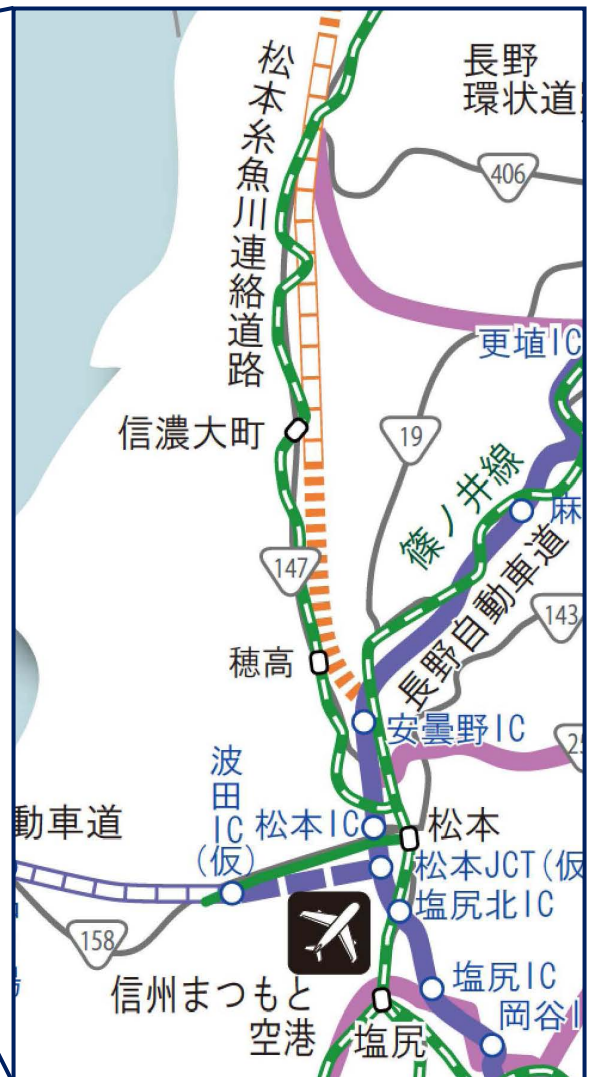 長野
環状道
松本糸魚川連絡道路
406
更埴IC
信濃大町
19
篠ノ井線
麻
147
長野自動車道
143
穂高
安曇野IC
25
波田IC(仮)
動車道
松本IC
松本
松本JCT(仮
塩尻北IC
158
信州まつもと
空港
塩尻IC
岡谷I
塩尻